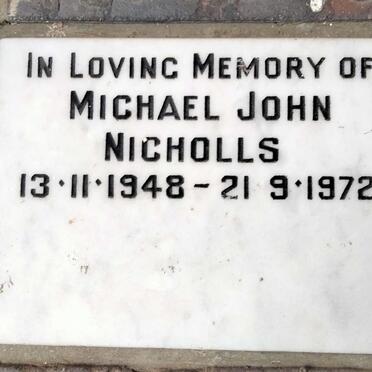 IN LOVING MEMORY OF
MICHAEL JOHN
NICHOLLS
13·11·1948 - 21 9·1972